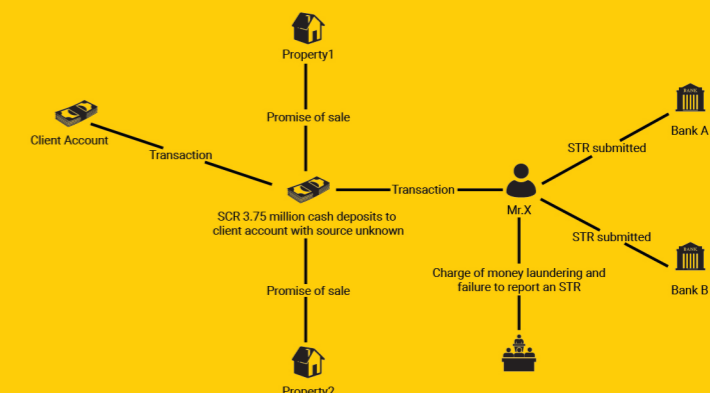 Property1
Promise of sale
Client Account
Transaction
SCR 3.75 million cash deposits to
client account with source unknown
Transaction
Mr.X
BANK
Bank A
STR submitted
STR submitted
BANK
Bank B
Charge of money laundering and
failure to report an STR
Promise of sale
Property2